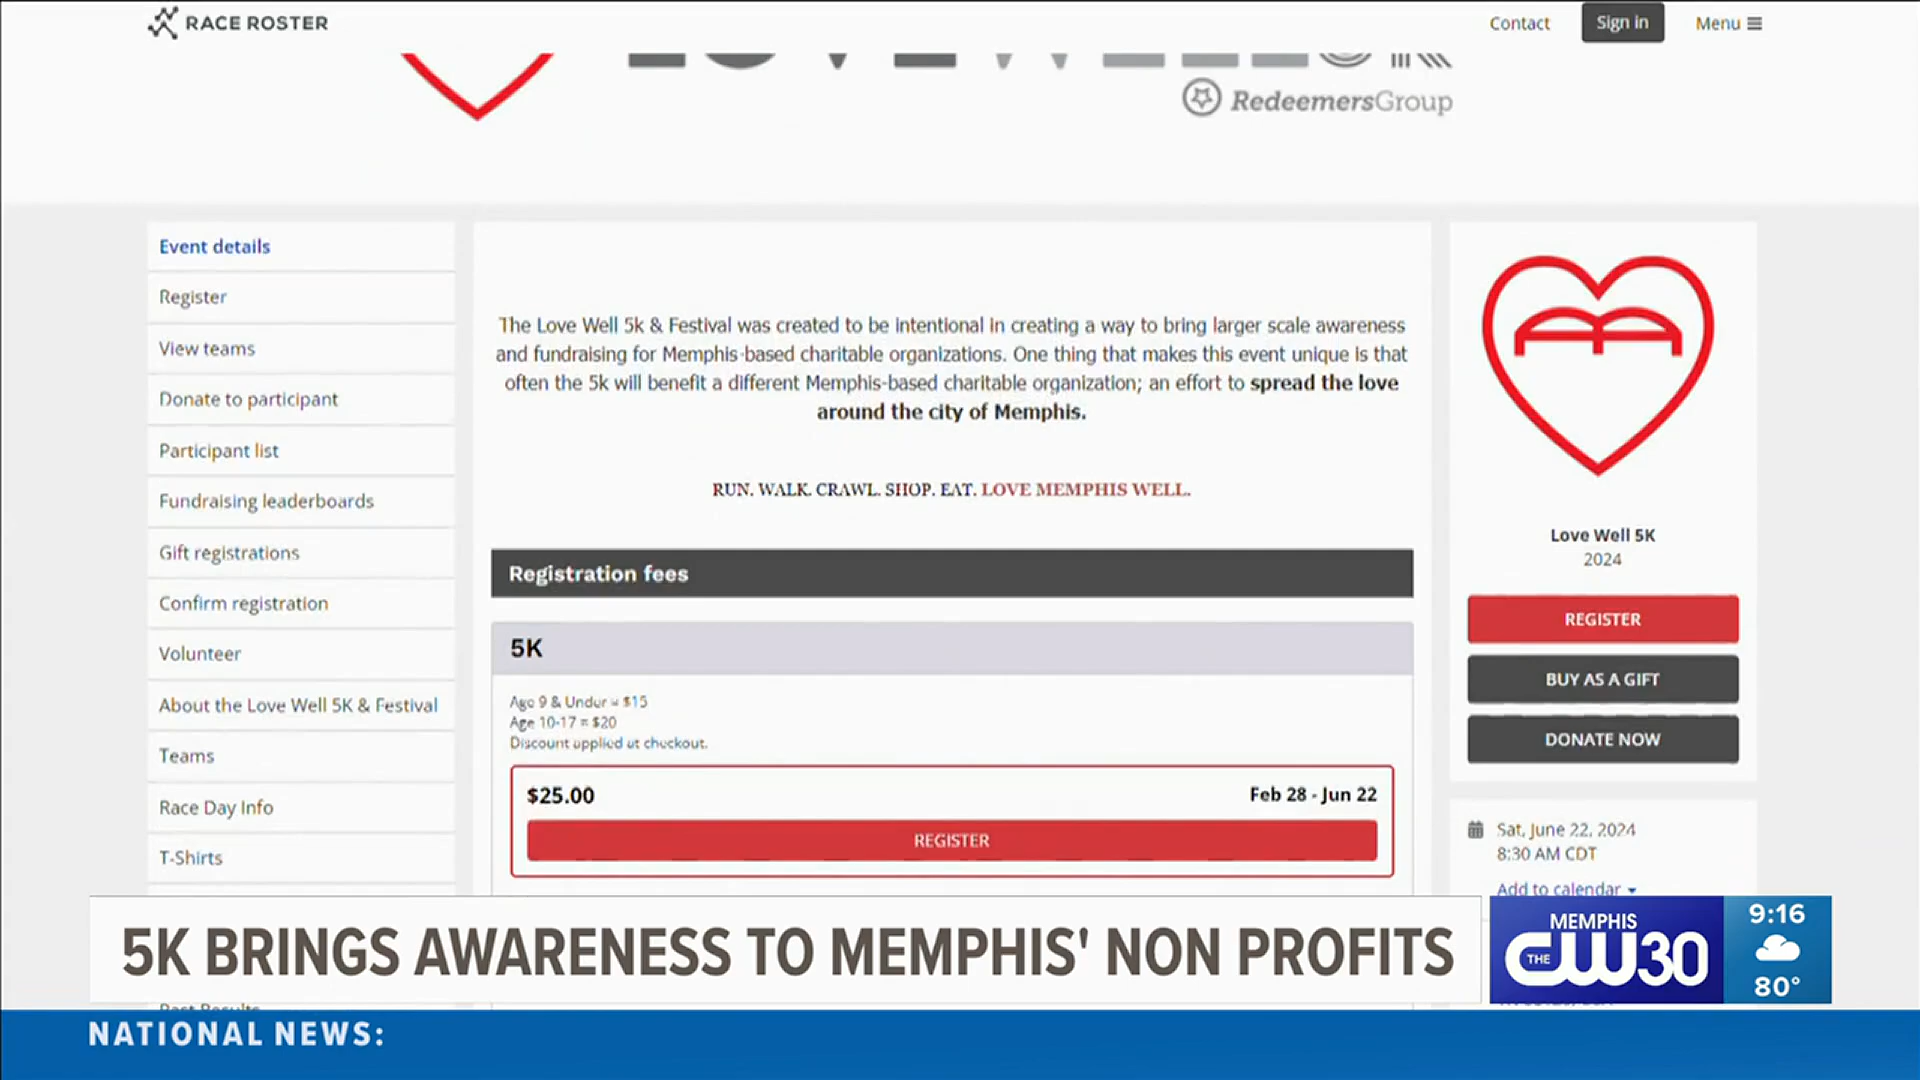 RACE ROSTER
Contact
Sign in
Menu
RedeemersGroup
Event details
Register
View teams
Donate to participant
Participant list
Fundraising leaderboards
Gift registrations
Confirm registration
Volunteer
About the Love Well 5K & Festival
Teams
Race Day Info
T-Shirts
Past Results
The Love Well 5k & Festival was created to be intentional in creating a way to bring larger scale awareness
and fundraising for Memphis-based charitable organizations. One thing that makes this event unique is that
often the 5k will benefit a different Memphis-based charitable organization; an effort to spread the love
around the city of Memphis.
RUN. WALK. CRAWL. SHOP. EAT. LOVE MEMPHIS WELL.
Registration fees
5K
Age 9 & Under = $15
Age 10-17 = $20
Discount applied at checkout.
$25.00
Feb 28 - Jun 22
REGISTER
Love Well 5K
2024
REGISTER
BUY AS A GIFT
DONATE NOW
Sat, June 22, 2024
8:30 AM CDT
Add to calendar
5K BRINGS AWARENESS TO MEMPHIS' NON PROFITS
MEMPHIS
THE CW30
9:16
80°
NATIONAL NEWS: